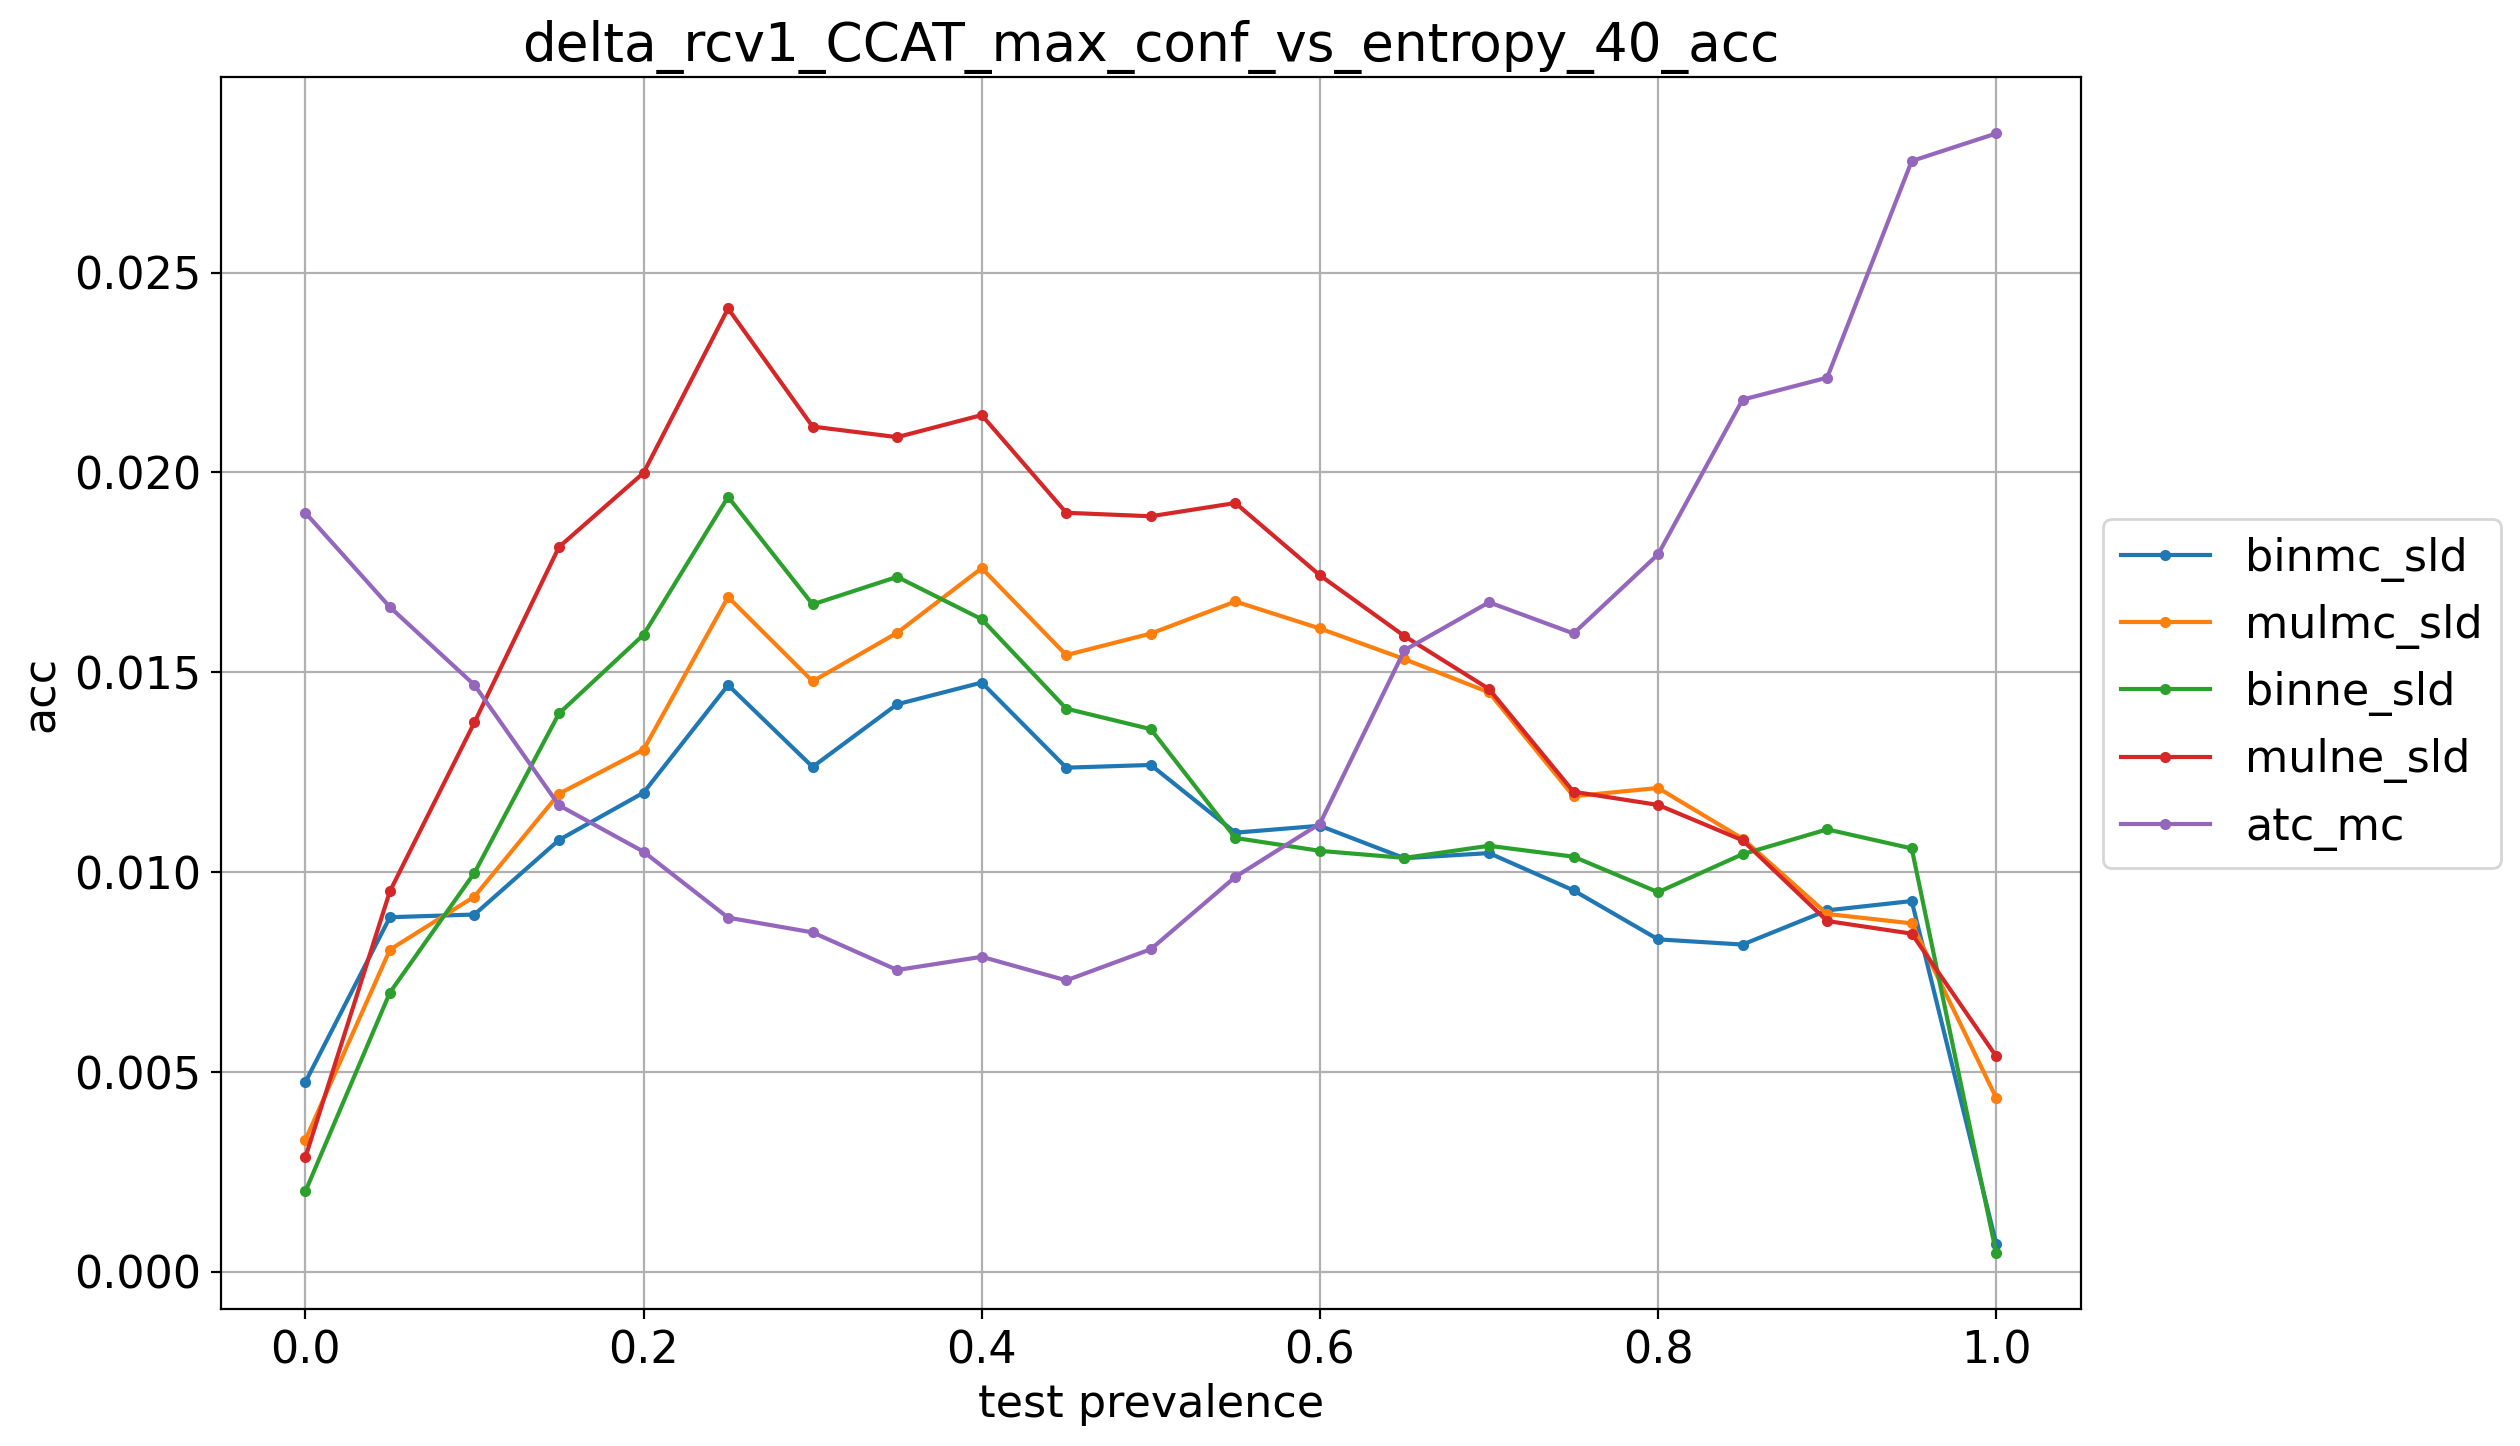 delta_rcv1_CCAT_max_conf_vs_entropy_40_acc
acc
0.025
0.020
0.015
0.010
0.005
0.000
0.0 0.2 0.4 0.6 0.8 1.0
test prevalence
binmc_sld
mulmc_sld
binne_sld
mulne_sld
atc_mc